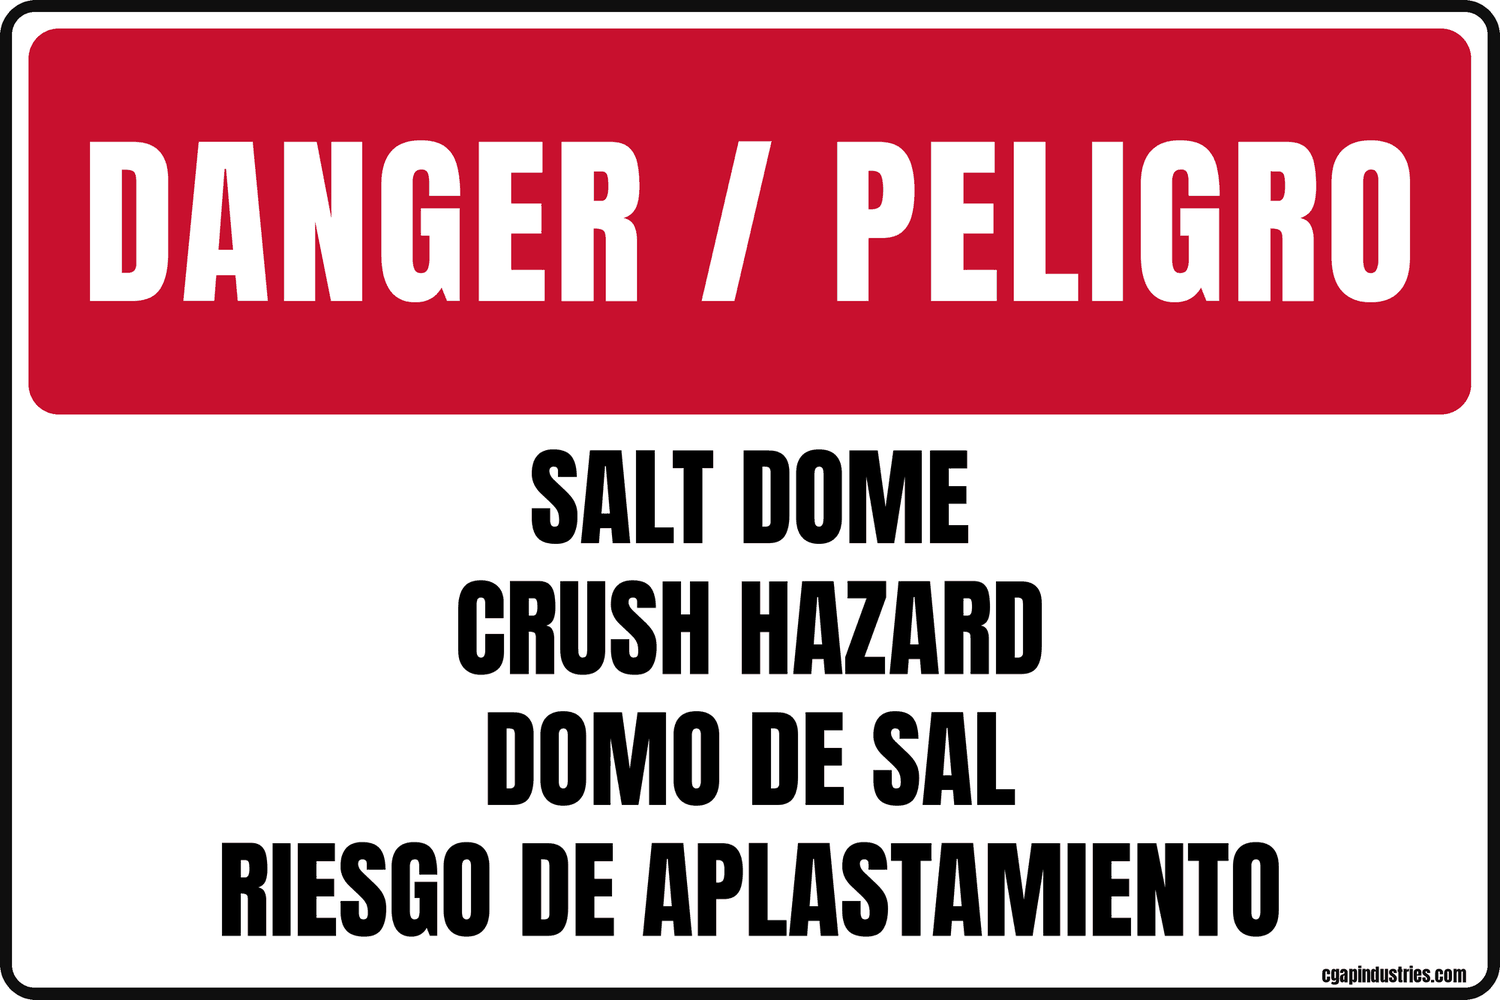 DANGER / PELIGRO
SALT DOME
CRUSH HAZARD
DOMO DE SAL
RIESGO DE APLASTAMIENTO
cgapindustries.com